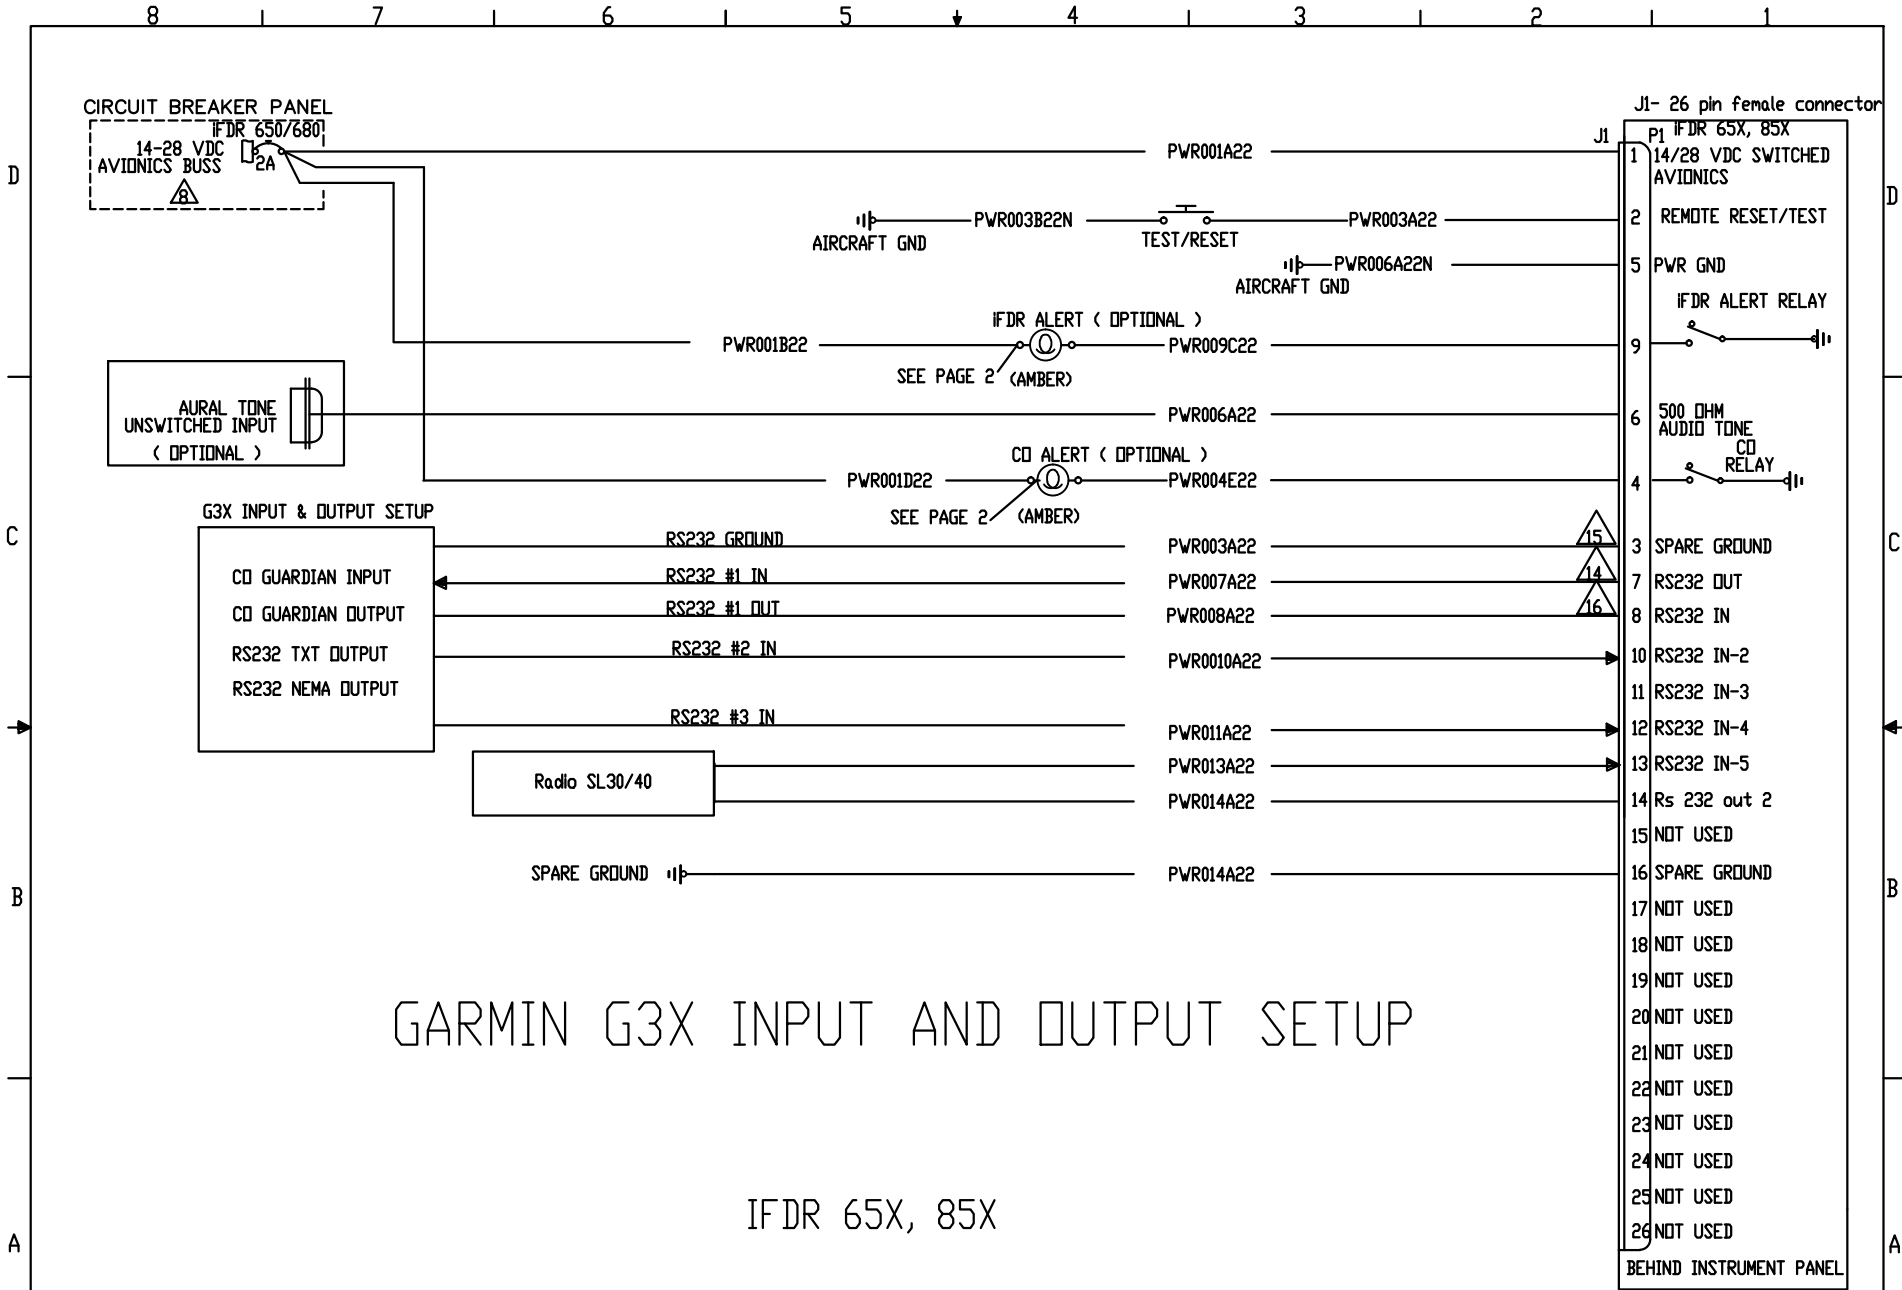 8 7 6 5 4 3 2 1
CIRCUIT BREAKER PANEL
iFDR 650/680
14-28 VDC
AVIONICS BUSS
2A
8
D
D
J1- 26 pin female connector
J1 P1 iFDR 65X, 85X
PWR001A22
1 14/28 VDC SWITCHED
AVIONICS
AIRCRAFT GND
PWR003B22N
TEST/RESET
PWR003A22
2 REMOTE RESET/TEST
AIRCRAFT GND
PWR006A22N
5 PWR GND
iFDR ALERT RELAY
iFDR ALERT ( OPTIONAL )
PWR001B22
PWR009C22
9
SEE PAGE 2 (AMBER)
AURAL TONE
UNSWITCHED INPUT
( OPTIONAL )
PWR006A22
6 500 OHM
AUDIO TONE
CO
RELAY
CO ALERT ( OPTIONAL )
PWR001D22
PWR004E22
4
SEE PAGE 2 (AMBER)
G3X INPUT & OUTPUT SETUP
C
C
RS232 GROUND
PWR003A22
15
3 SPARE GROUND
CO GUARDIAN INPUT
RS232 #1 IN
PWR007A22
14
7 RS232 OUT
CO GUARDIAN OUTPUT
RS232 #1 OUT
PWR008A22
16
8 RS232 IN
RS232 TXT OUTPUT
RS232 #2 IN
PWR0010A22
10 RS232 IN-2
RS232 NEMA OUTPUT
11 RS232 IN-3
RS232 #3 IN
PWR011A22
12 RS232 IN-4
Radio SL30/40
PWR013A22
13 RS232 IN-5
PWR014A22
14 Rs 232 out 2
15 NOT USED
SPARE GROUND
PWR014A22
16 SPARE GROUND
B
B
17 NOT USED
18 NOT USED
19 NOT USED
GARMIN G3X INPUT AND OUTPUT SETUP
20 NOT USED
21 NOT USED
22 NOT USED
23 NOT USED
24 NOT USED
25 NOT USED
IFDR 65X, 85X
26 NOT USED
A
A
BEHIND INSTRUMENT PANEL